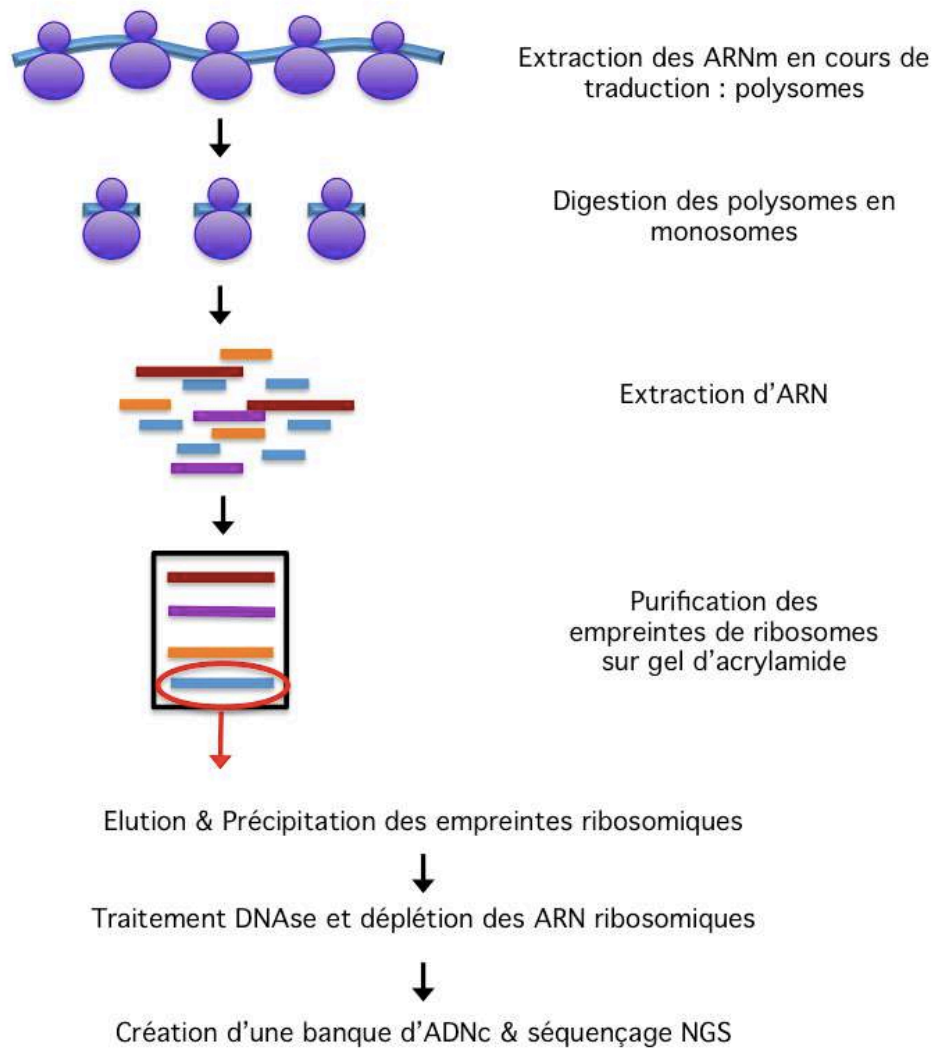 Extraction des ARNm en cours de
traduction : polysomes
Digestion des polysomes en
monosomes
Extraction d'ARN
Purification des
empreintes de ribosomes
sur gel d'acrylamide
Elution & Précipitation des empreintes ribosomiques
Traitement DNAse et déplétion des ARN ribosomiques
Création d'une banque d'ADNc & séquençage NGS